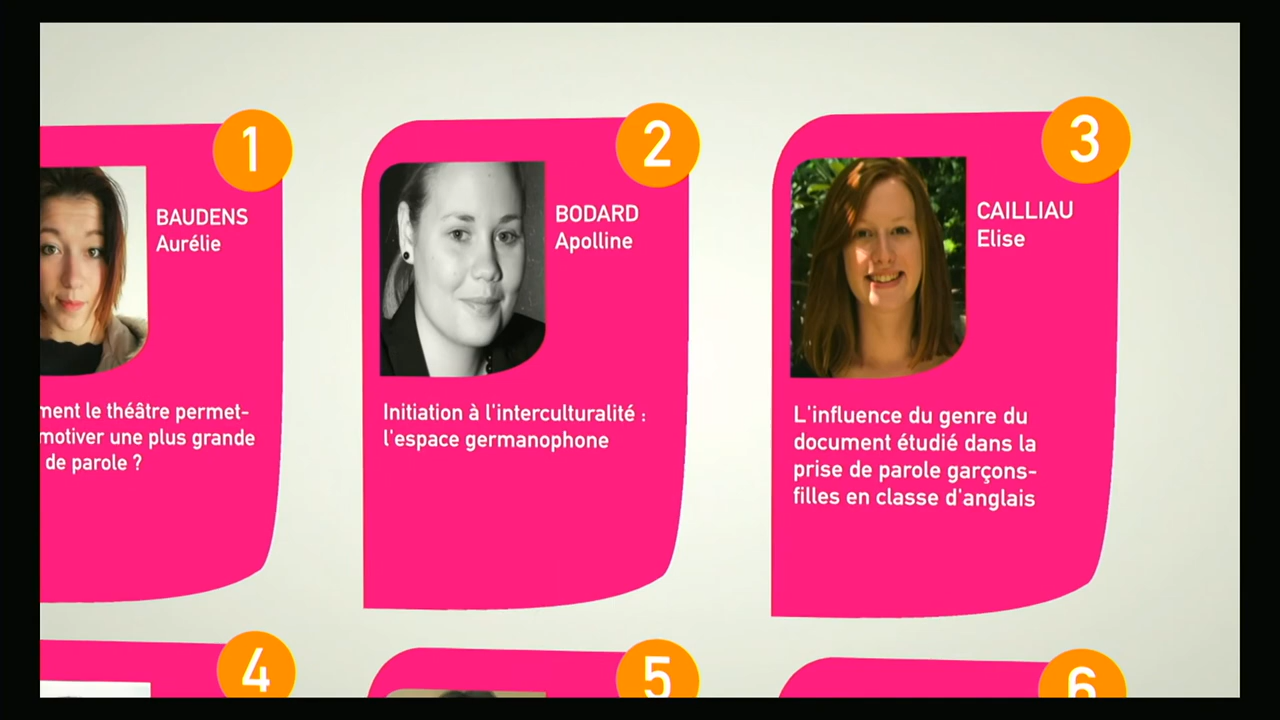 1
BAUDENS
Aurélie
ment le théâtre permet-
motiver une plus grande
de parole ?
2
BODARD
Apolline
Initiation à l'interculturalité :
l'espace germanophone
3
CAILLIAU
Elise
L'influence du genre du
document étudié dans la
prise de parole garçons-
filles en classe d'anglais
4
5
6